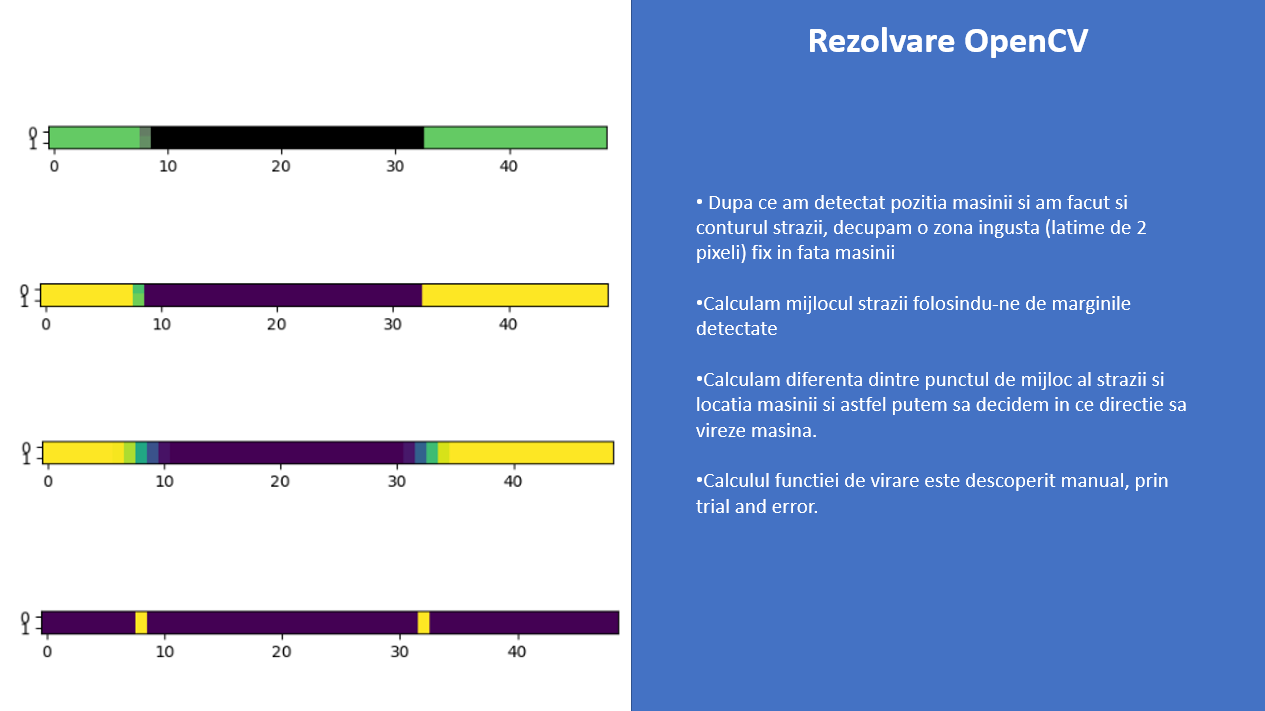 Rezolvare OpenCV
0
1
0 10 20 30 40
0
1
0 10 20 30 40
0
1
0 10 20 30 40
0
1
0 10 20 30 40
• Dupa ce am detectat pozitia masinii si am facut si
conturul strazii, decupam o zona ingusta (latime de 2
pixeli) fix in fata masinii
•Calculam mijlocul strazii folosindu-ne de marginile
detectate
•Calculam diferenta dintre punctul de mijloc al strazii si
locatia masinii si astfel putem sa decidem in ce directie sa
vireze masina.
•Calculul functiei de virare este descoperit manual, prin
trial and error.